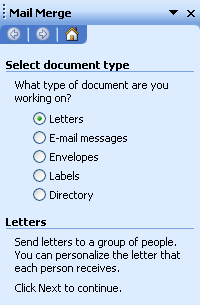 Mail Merge
Select document type
What type of document are you
working on?
Letters
E-mail messages
Envelopes
Labels
Directory
Letters
Send letters to a group of people.
You can personalize the letter that
each person receives.
Click Next to continue.